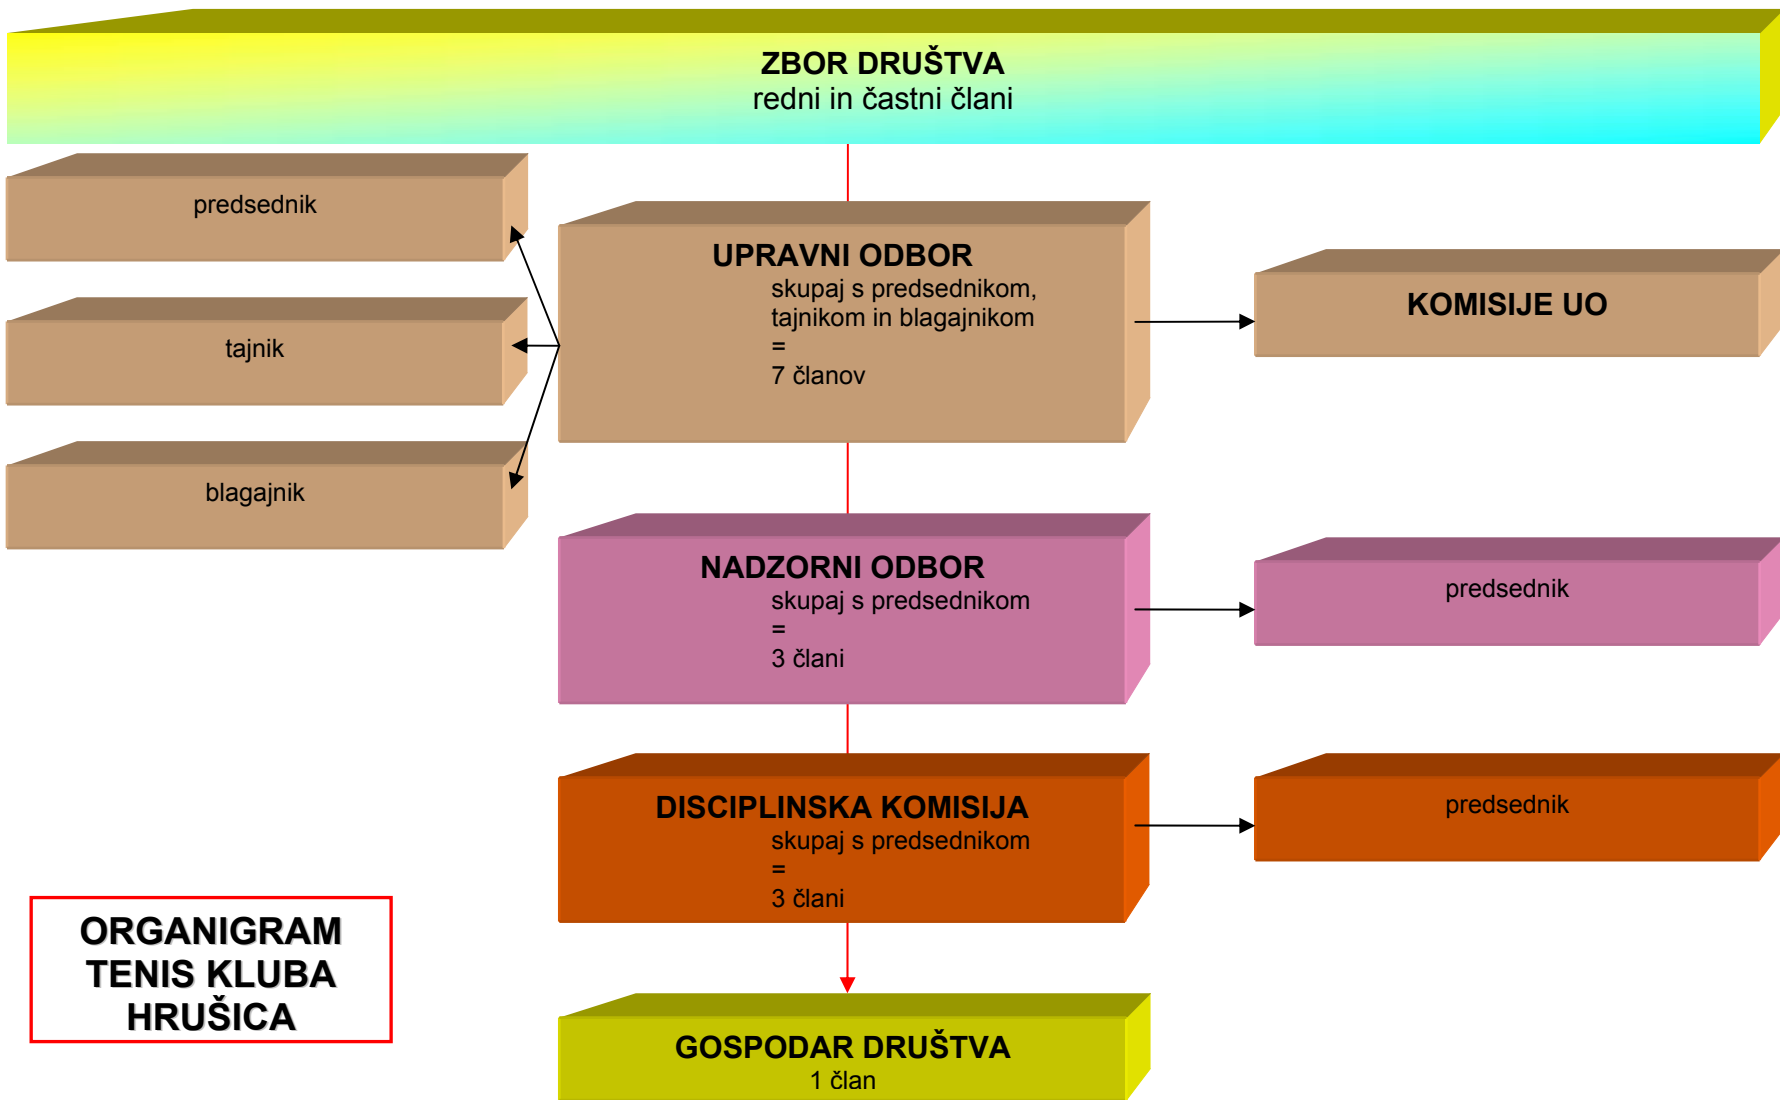 ZBOR DRUŠTVA
redni in častni člani
predsednik
tajnik
blagajnik
UPRAVNI ODBOR
skupaj s predsednikom,
tajnikom in blagajnikom
=
7 članov
KOMISIJE UO
NADZORNI ODBOR
skupaj s predsednikom
=
3 člani
predsednik
DISCIPLINSKA KOMISIJA
skupaj s predsednikom
=
3 člani
predsednik
ORGANIGRAM
TENIS KLUBA
HRUŠICA
GOSPODAR DRUŠTVA
1 član